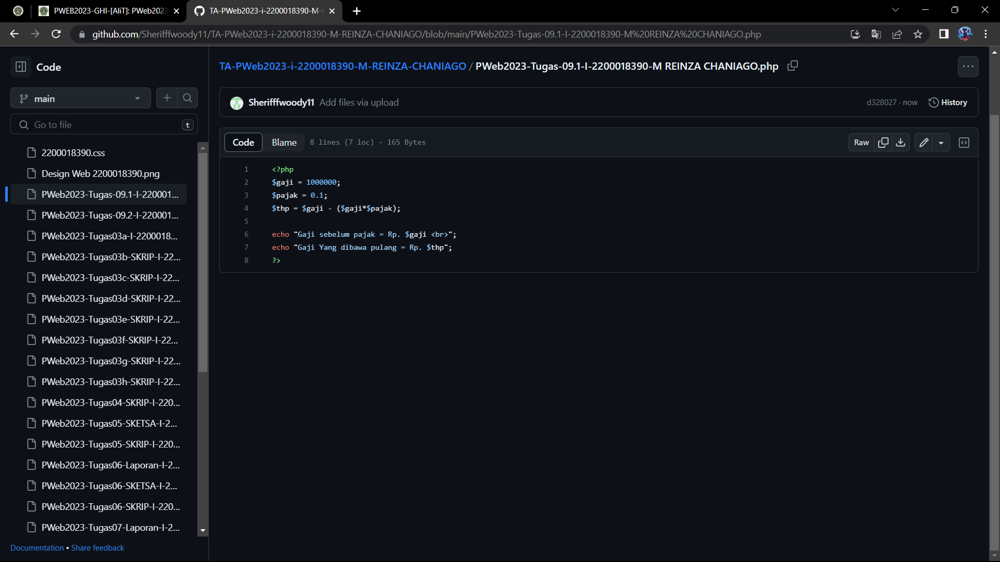 PWEB2023-GHI-[AliT]: PWeb2023
TA-PWeb2023-i-2200018390-M-
github.com/Sherifffwoody11/TA-PWeb2023-i-2200018390-M-REINZA-CHANIAGO/blob/main/PWeb2023-Tugas-09.1-I-2200018390-M%20REINZA%20CHANIAGO.php
Code
main
Go to file
t
2200018390.css
Design Web 2200018390.png
PWeb2023-Tugas-09.1-I-220001...
PWeb2023-Tugas-09.2-I-220001...
PWeb2023-Tugas03a-I-2200018...
PWeb2023-Tugas03b-SKRIP-I-22...
PWeb2023-Tugas03c-SKRIP-I-22...
PWeb2023-Tugas03d-SKRIP-I-22...
PWeb2023-Tugas03e-SKRIP-I-22...
PWeb2023-Tugas03f-SKRIP-I-22...
PWeb2023-Tugas03g-SKRIP-I-22...
PWeb2023-Tugas03h-SKRIP-I-22...
PWeb2023-Tugas04-SKRIP-I-220...
PWeb2023-Tugas05-SKETSA-I-2...
PWeb2023-Tugas05-SKRIP-I-220...
PWeb2023-Tugas06-Laporan-I-2...
PWeb2023-Tugas06-SKETSA-I-2...
PWeb2023-Tugas06-SKRIP-I-220...
PWeb2023-Tugas07-Laporan-I-2...
Documentation • Share feedback
TA-PWeb2023-i-2200018390-M-REINZA-CHANIAGO / PWeb2023-Tugas-09.1-I-2200018390-M REINZA CHANIAGO.php
Sherifffwoody11 Add files via upload d328027 · now History
Code Blame 8 lines (7 loc) · 165 Bytes Raw
1 <?php
2 $gaji = 1000000;
3 $pajak = 0.1;
4 $thp = $gaji - ($gaji*$pajak);
5
6 echo "Gaji sebelum pajak = Rp. $gaji <br>";
7 echo "Gaji Yang dibawa pulang = Rp. $thp";
8 ?>